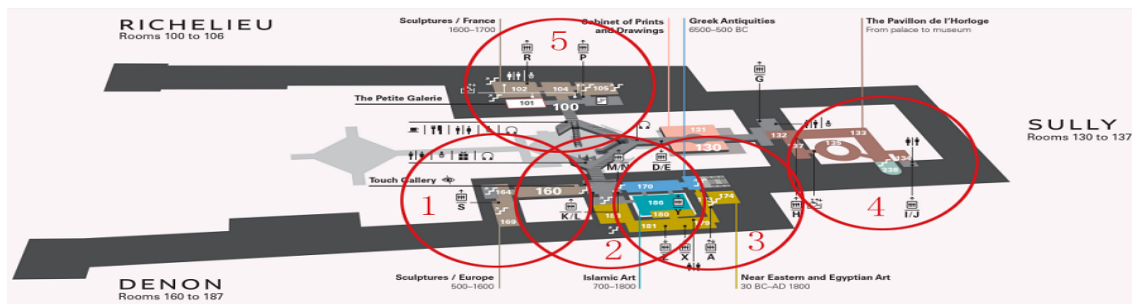 RICHELIEU
Rooms 100 to 106
Sculptures / France
1600–1700
Cabinet of Prints
and Drawings
Greek Antiquities
6500–500 BC
The Pavillon de l'Horloge
From palace to museum
5
R
P
G
102
104
105
101
100
The Petite Galerie
131
130
132
133
SULLY
Rooms 130 to 137
M/N
D/E
Touch Gallery
164
160
170
174
186
180
181
169
S
K/L
Y
Z
X
A
H
I/J
1
2
3
4
DENON
Rooms 160 to 187
Sculptures / Europe
500–1600
Islamic Art
700–1800
Near Eastern and Egyptian Art
30 BC–AD 1800